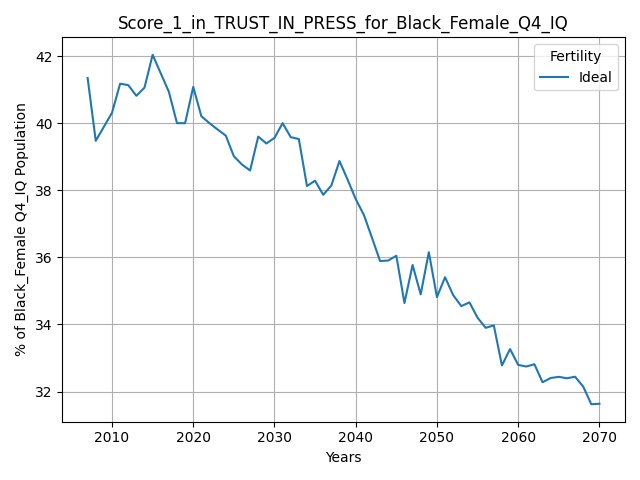 Score_1_in_TRUST_IN_PRESS_for_Black_Female_Q4_IQ
Fertility
Ideal
% of Black_Female Q4_IQ Population
42
40
38
36
34
32
2010 2020 2030 2040 2050 2060 2070
Years